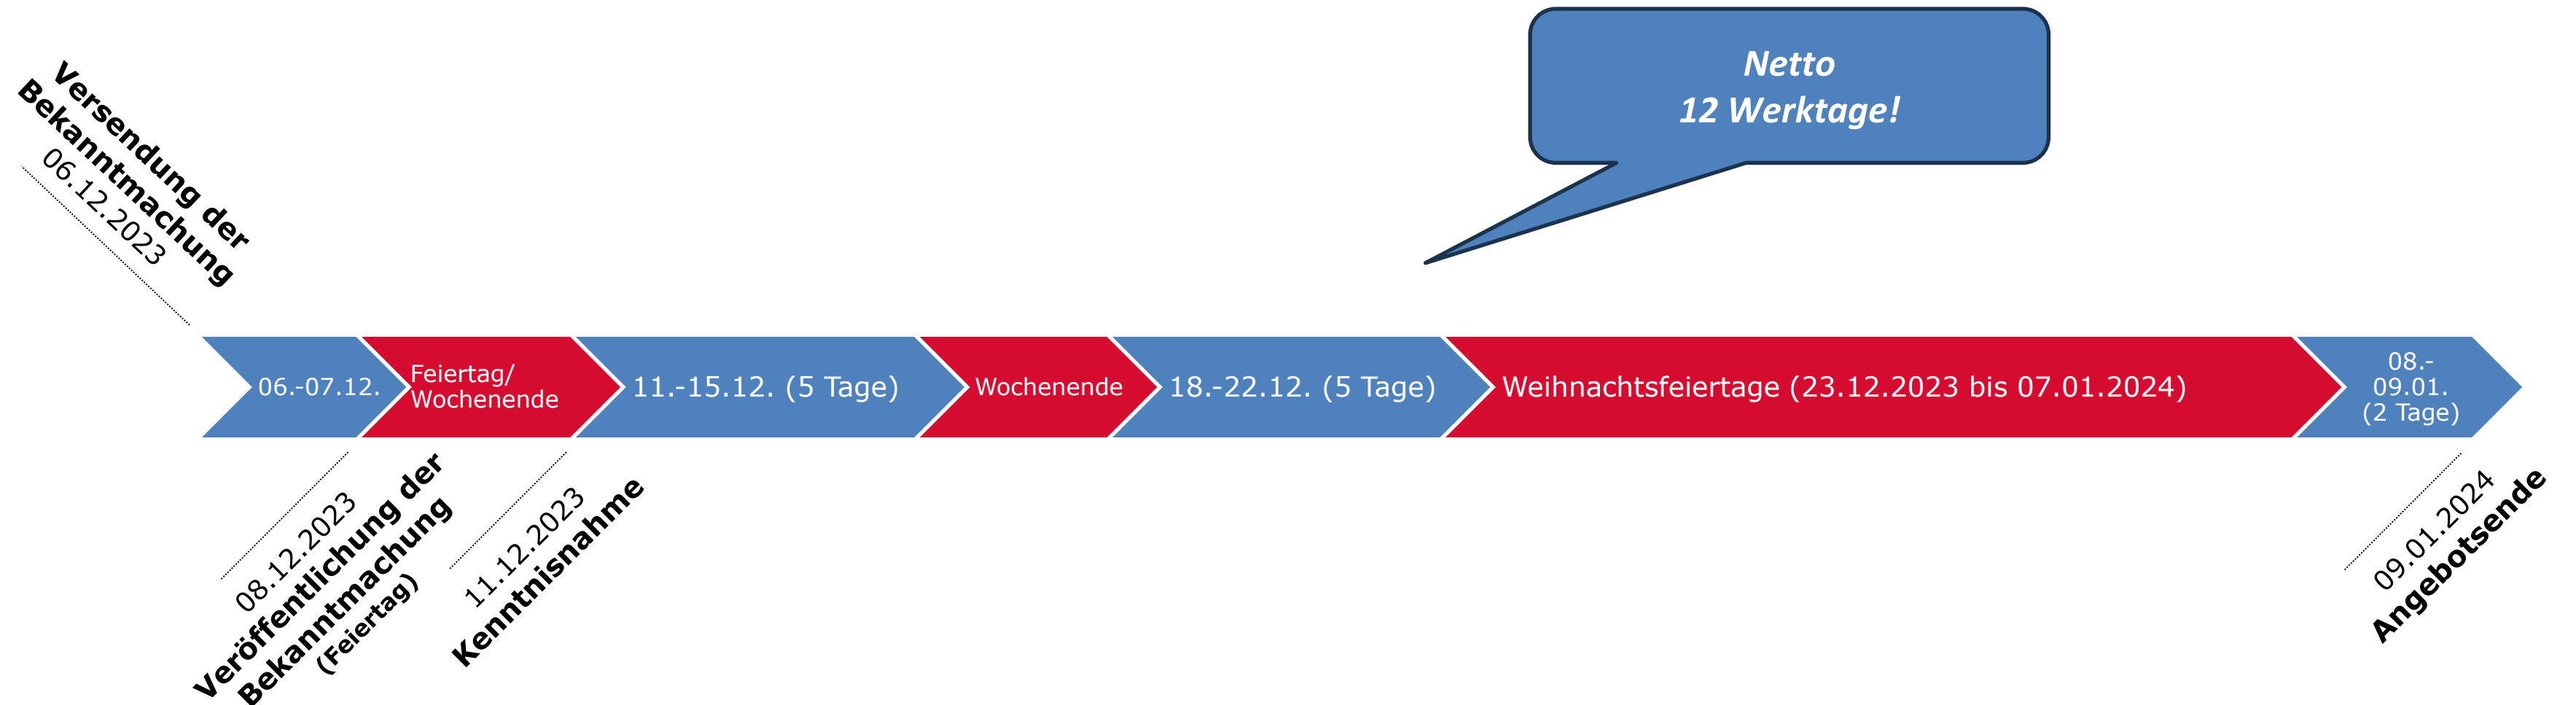 Netto
12 Werktage!
Versendung der
Bekanntmachung
06.12.2023
06.-07.12.
Feiertag/
Wochenende
11.-15.12. (5 Tage)
Wochenende
18.-22.12. (5 Tage)
Weihnachtsfeiertage (23.12.2023 bis 07.01.2024)
08.-
09.01.
(2 Tage)
08.12.2023
Veröffentlichung der
Bekanntmachung
(Feiertag)
11.12.2023
Kenntnisnahme
09.01.2024
Angebotsende